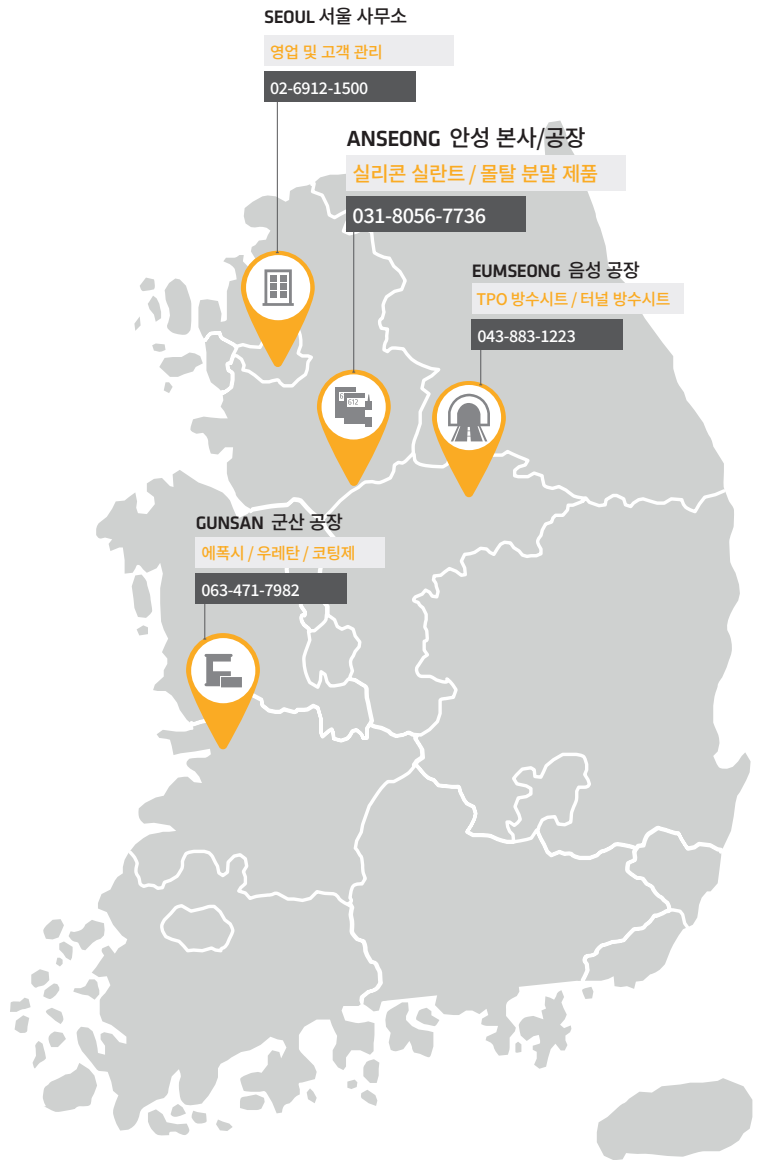 SEOUL 서울 사무소
영업 및 고객 관리
02-6912-1500
ANSEONG 안성 본사/공장
실리콘 실란트 / 몰탈 분말 제품
031-8056-7736
EUMSEONG 음성 공장
TPO 방수시트 / 터널 방수시트
043-883-1223
612
GUNSAN 군산 공장
에폭시 / 우레탄 / 코팅제
063-471-7982